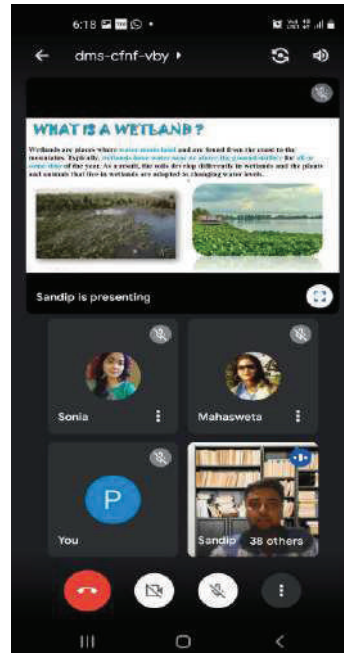 6:18
dms-cfnf-vby
WHAT IS A WETLAND ?
Wetlands are places where water meets land and are found from the coast to the
mountains. Typically, wetlands have water near or above the ground surface for all or
some days of the year. As a result, the soils develop differently in wetlands and the plants
and animals that live in wetlands are adapted to changing water levels.
Sandip is presenting
Sonia
Mahasweta
P
You
Sandip 38 others